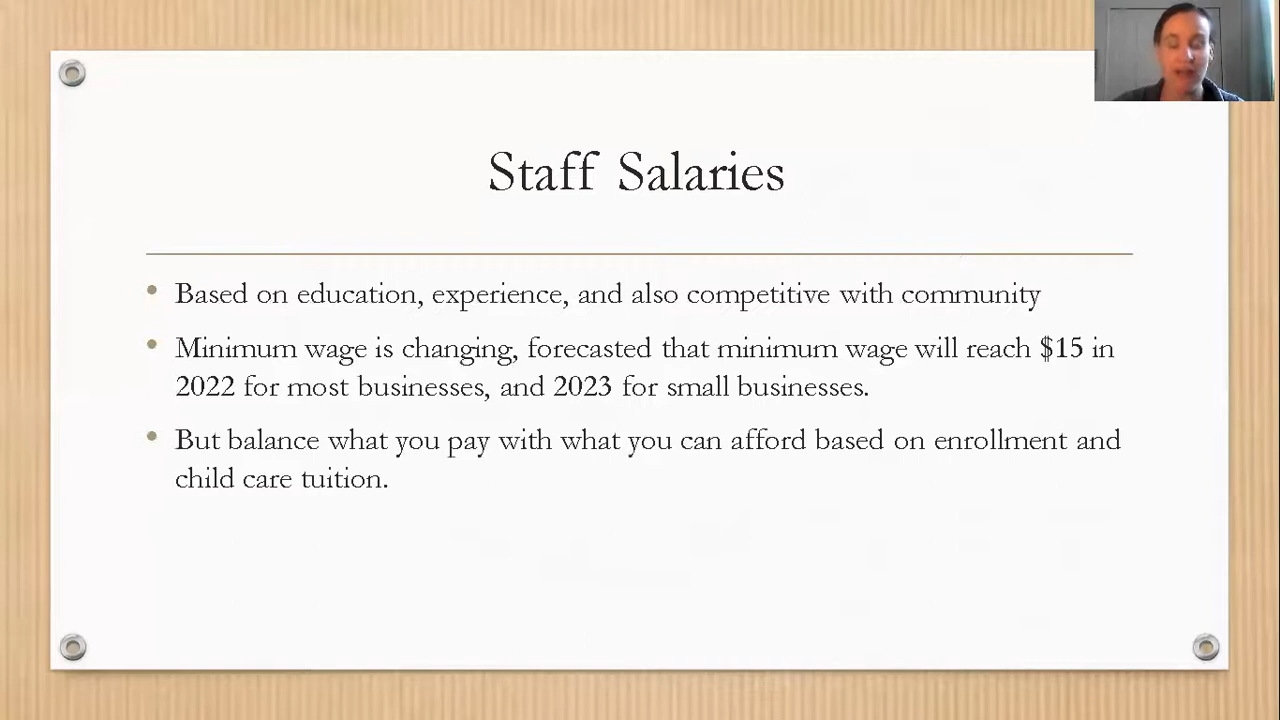 Staff Salaries
Based on education, experience, and also competitive with community
Minimum wage is changing, forecasted that minimum wage will reach $15 in
2022 for most businesses, and 2023 for small businesses.
But balance what you pay with what you can afford based on enrollment and
child care tuition.